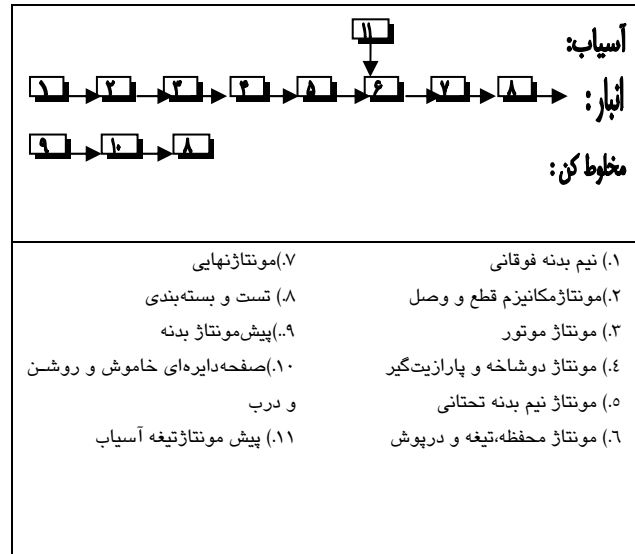 آسیاب:
۱۱
انبار :
۱ ۲ ۳ ۴ ۵ ۶ ۷ ۸
۹ ۱۰ ۸
مخلوط کن :
۱.) نیم بدنه فوقانی
۲.)مونتاژمکانیزم قطع و وصل
۳.) مونتاژ موتور
٤.) مونتاژ دوشاخه و پارازیت‌گیر
۵.) مونتاژ نیم بدنه تحتانی
٦.) مونتاژ محفظه،تیغه و درپوش
۷.)مونتاژنهایی
۸.) تست و بسته‌بندی
۹..)پیش‌مونتاژ بدنه
۱۰.)صفحه‌دایره‌ای خاموش و روشن
و درب
۱۱.) پیش مونتاژتیغه آسیاب